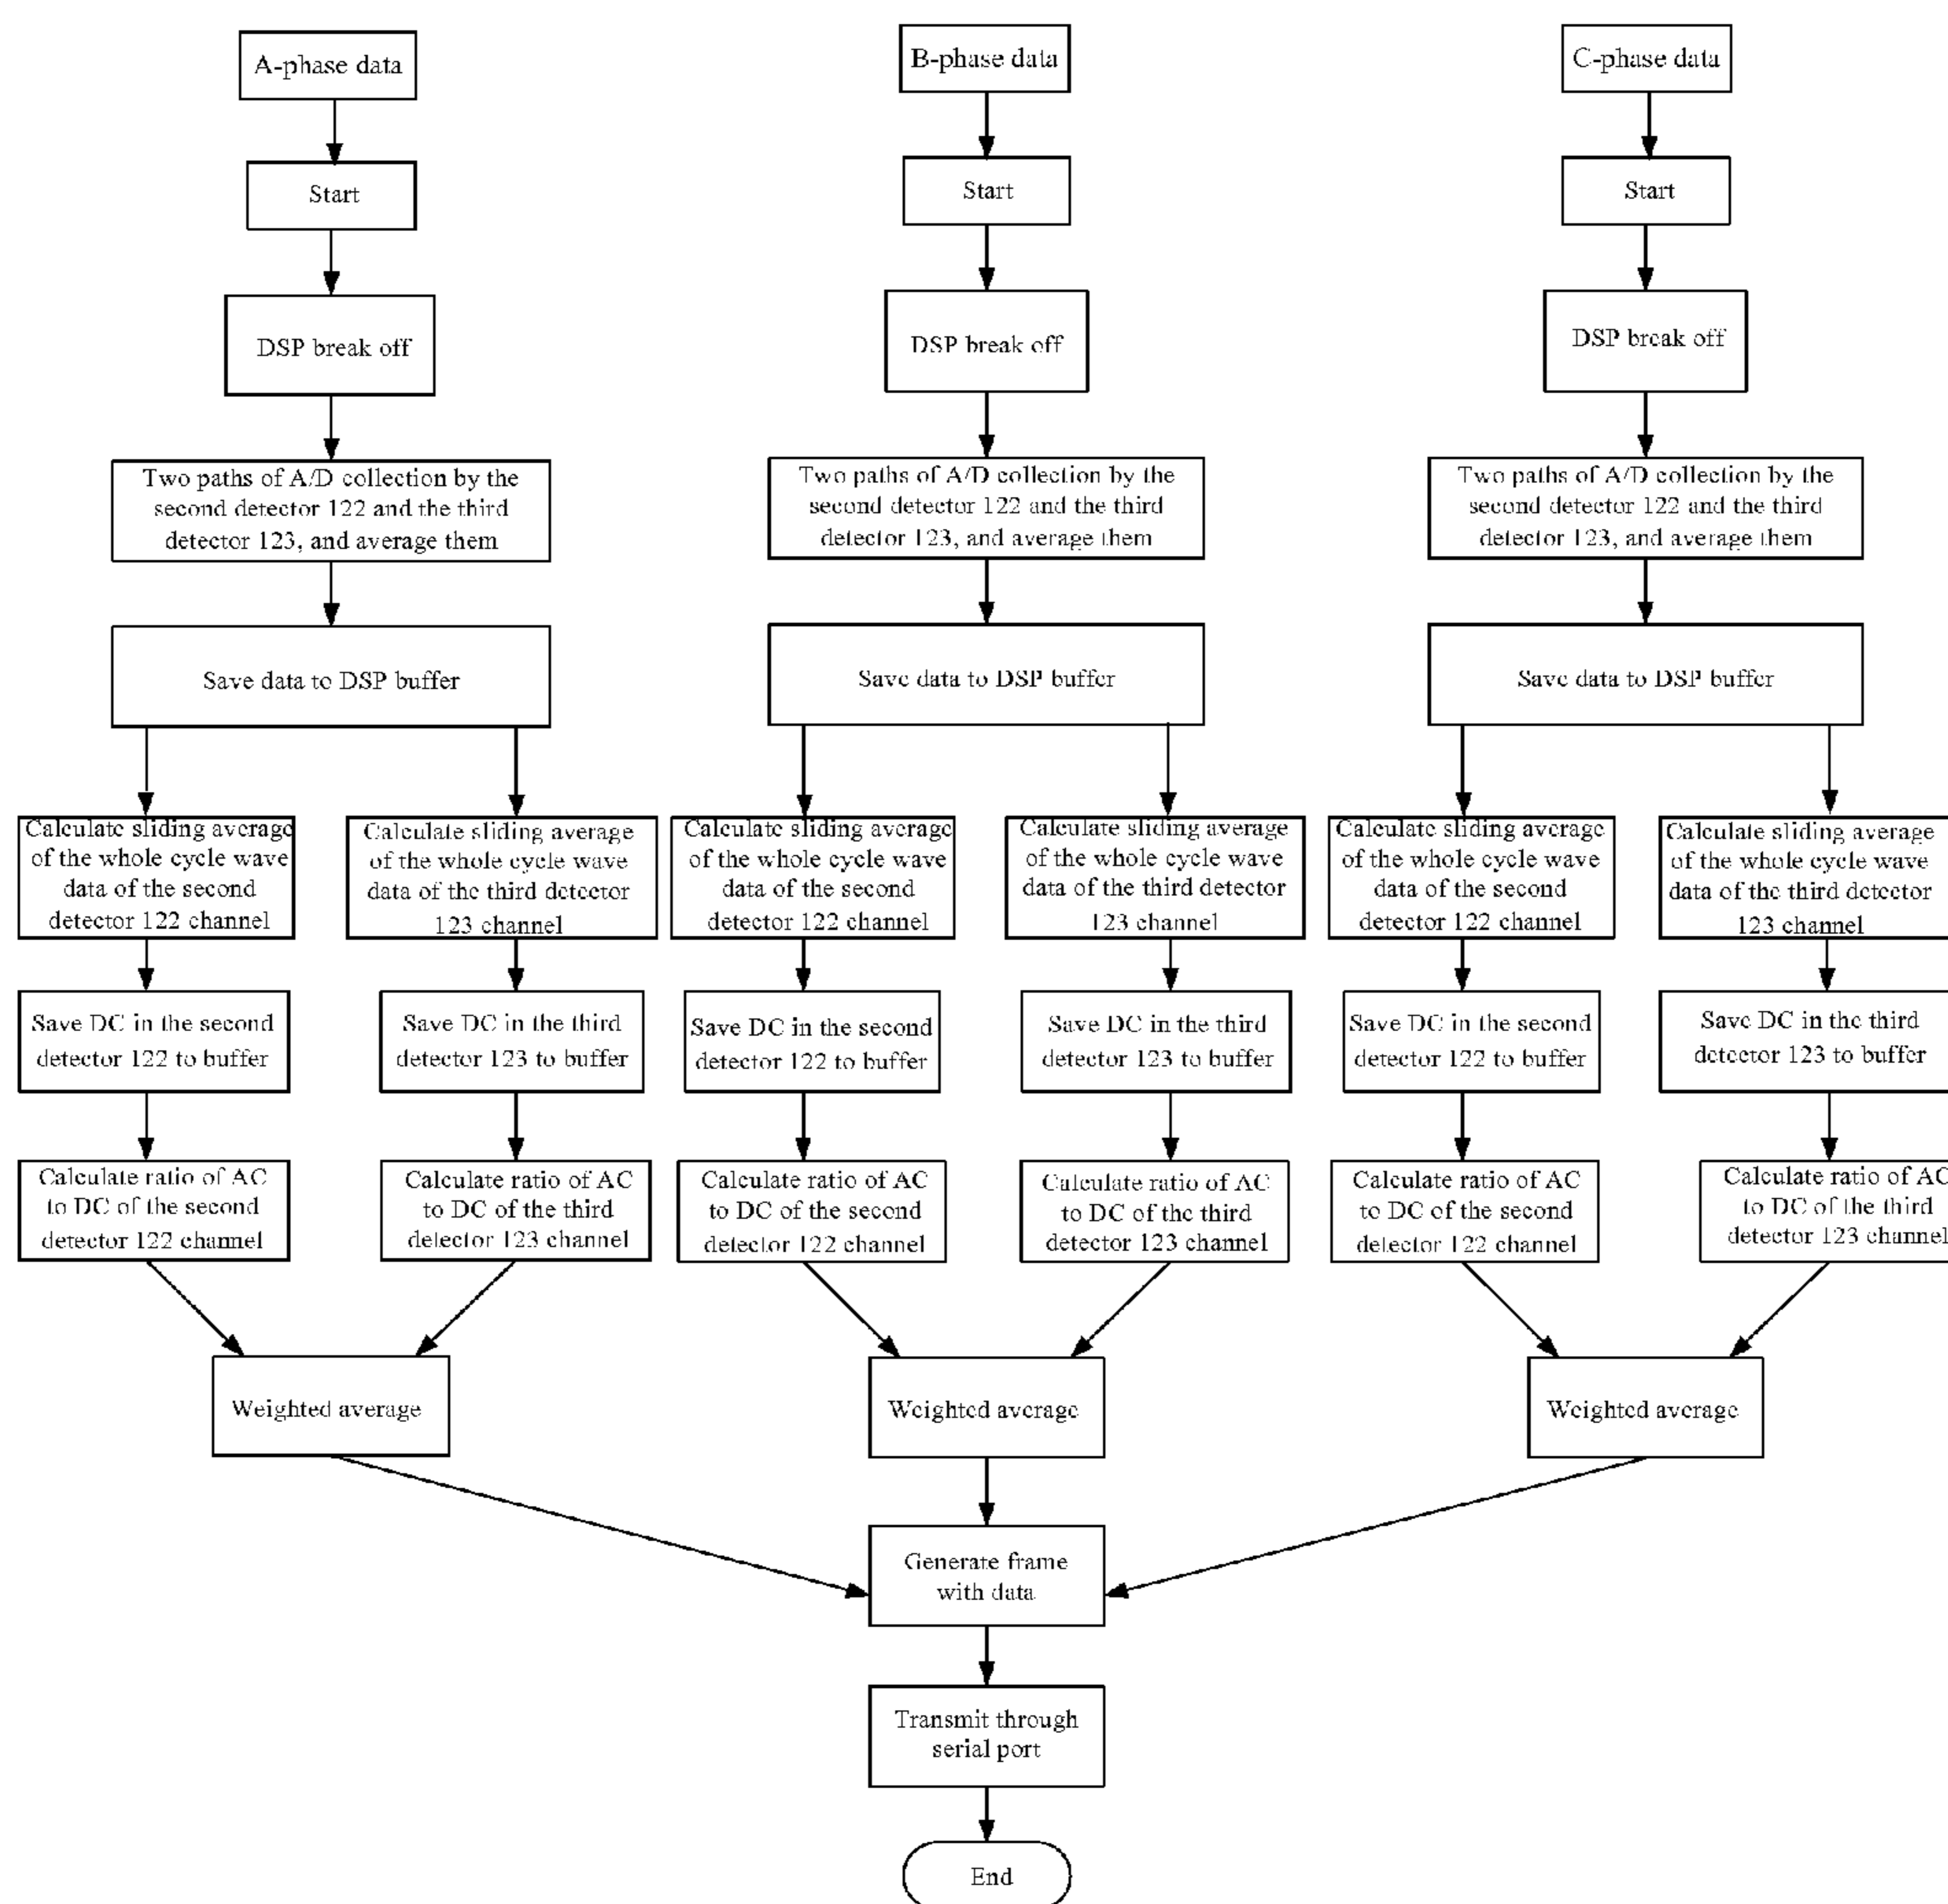 A-phase data
B-phase data
C-phase data
Start
Start
Start
DSP break off
DSP break off
DSP break off
Two paths of A/D collection by the
second detector 122 and the third
detector 123, and average them
Two paths of A/D collection by the
second detector 122 and the third
detector 123, and average them
Two paths of A/D collection by the
second detector 122 and the third
detector 123, and average them
Save data to DSP buffer
Save data to DSP buffer
Save data to DSP buffer
Calculate sliding average
of the whole cycle wave
data of the second
detector 122 channel
Calculate sliding average
of the whole cycle wave
data of the third detector
123 channel
Calculate sliding average
of the whole cycle wave
data of the second
detector 122 channel
Calculate sliding average
of the whole cycle wave
data of the third detector
123 channel
Calculate sliding average
of the whole cycle wave
data of the second
detector 122 channel
Calculate sliding average
of the whole cycle wave
data of the third detector
123 channel
Save DC in the second
detector 122 to buffer
Save DC in the third
detector 123 to buffer
Save DC in the second
detector 122 to buffer
Save DC in the third
detector 123 to buffer
Save DC in the second
detector 122 to buffer
Save DC in the third
detector 123 to buffer
Calculate ratio of AC
to DC of the second
detector 122 channel
Calculate ratio of AC
to DC of the third
detector 123 channel
Calculate ratio of AC
to DC of the second
detector 122 channel
Calculate ratio of AC
to DC of the third
detector 123 channel
Calculate ratio of AC
to DC of the second
detector 122 channel
Calculate ratio of AC
to DC of the third
detector 123 channel
Weighted average
Weighted average
Weighted average
Generate frame
with data
Transmit through
serial port
End